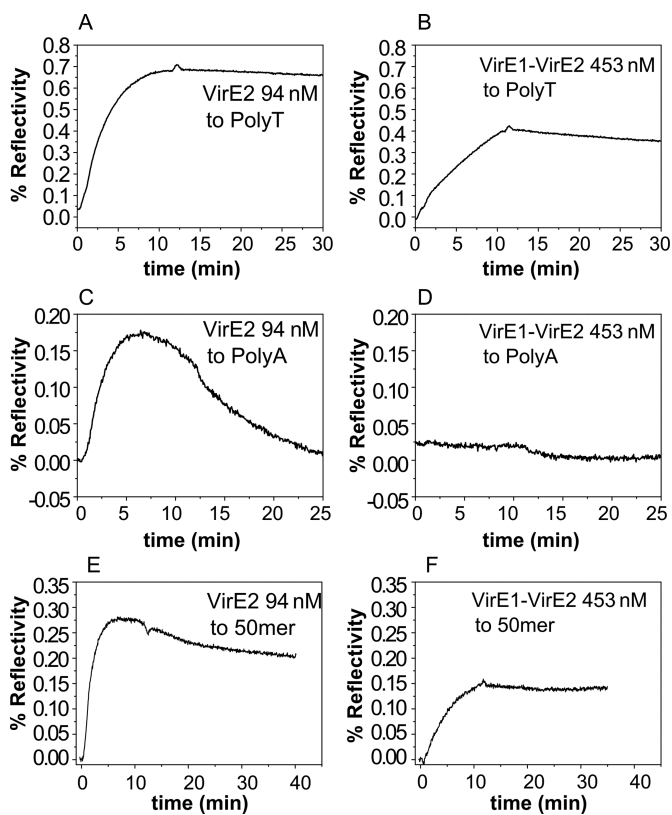 A
B
% Reflectivity
0.8
0.7
0.6
0.5
0.4
0.3
0.2
0.1
0.0
VirE2 94 nM
to PolyT
0 5 10 15 20 25 30
time (min)
% Reflectivity
0.8
0.7
0.6
0.5
0.4
0.3
0.2
0.1
0.0
VirE1-VirE2 453 nM
to PolyT
0 5 10 15 20 25 30
time (min)
C
D
% Reflectivity
0.20
0.15
0.10
0.05
0.00
-0.05
VirE2 94 nM
to PolyA
0 5 10 15 20 25
time (min)
% Reflectivity
0.20
0.15
0.10
0.05
0.00
-0.05
VirE1-VirE2 453 nM
to PolyA
0 5 10 15 20 25
time (min)
E
F
% Reflectivity
0.35
0.30
0.25
0.20
0.15
0.10
0.05
0.00
VirE2 94 nM
to 50mer
0 10 20 30 40
time (min)
% Reflectivity
0.35
0.30
0.25
0.20
0.15
0.10
0.05
0.00
VirE1-VirE2 453 nM
to 50mer
0 10 20 30 40
time (min)